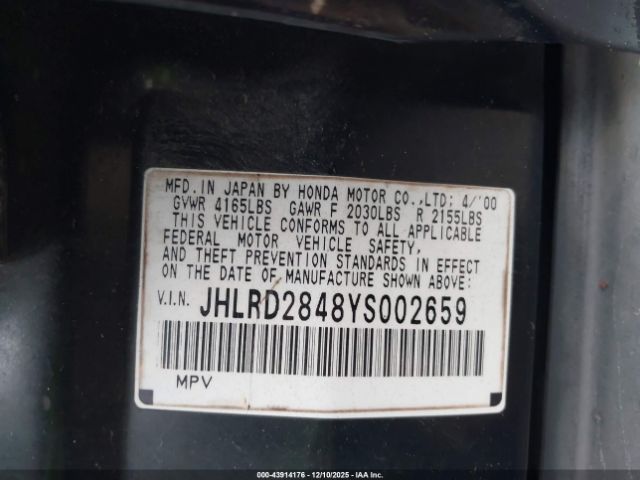 MFD. IN JAPAN BY HONDA MOTOR CO.,LTD; 4/'00
GVWR 4165LBS GAWR F 2030LBS R 2155LBS
THIS VEHICLE CONFORMS TO ALL APPLICABLE
FEDERAL MOTOR VEHICLE SAFETY,
AND THEFT PREVENTION STANDARDS IN EFFECT
ON THE DATE OF MANUFACTURE SHOWN ABOVE:
V.I.N. JHLRD2848YS002659
MPV
000-43914176 - 12/10/2025 - IAA Inc.